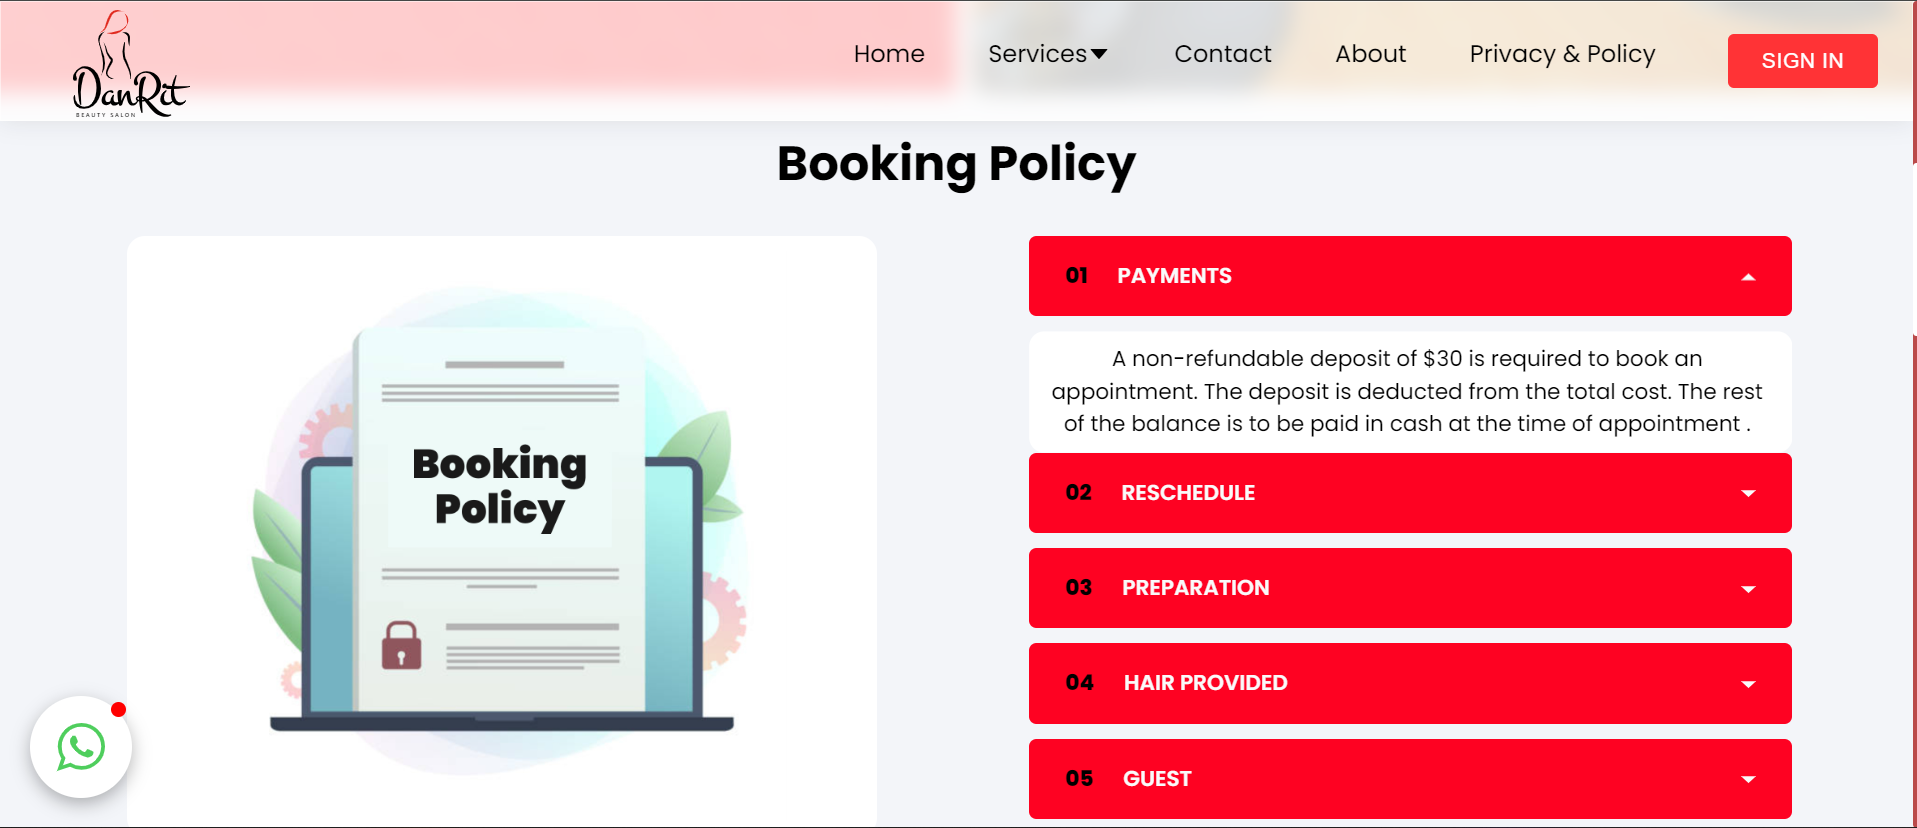 DanRit
BEAUTY SALON
Home
Services
Contact
About
Privacy & Policy
SIGN IN
Booking Policy
Booking
Policy
01 PAYMENTS
A non-refundable deposit of $30 is required to book an
appointment. The deposit is deducted from the total cost. The rest
of the balance is to be paid in cash at the time of appointment .
02 RESCHEDULE
03 PREPARATION
04 HAIR PROVIDED
05 GUEST